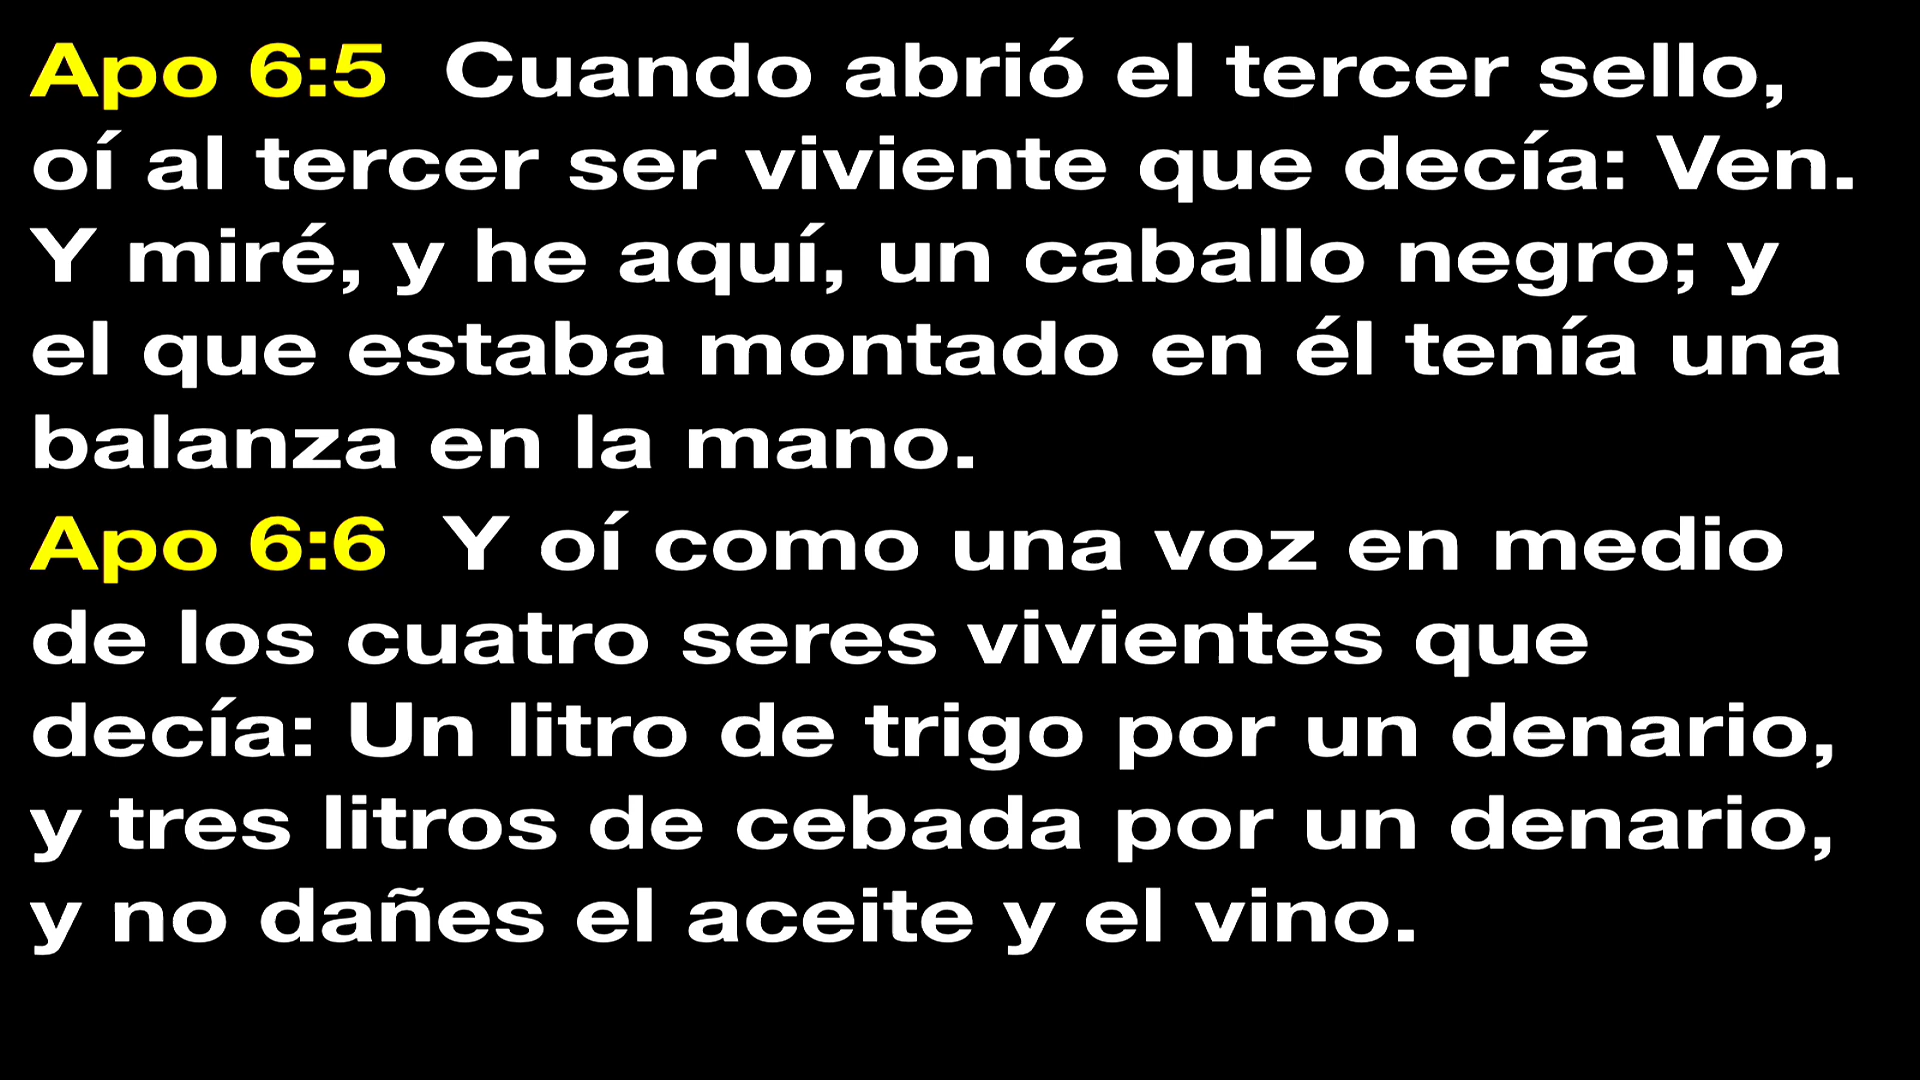 Apo 6:5 Cuando abrió el tercer sello,
oí al tercer ser viviente que decía: Ven.
Y miré, y he aquí, un caballo negro; y
el que estaba montado en él tenía una
balanza en la mano.
Apo 6:6 Y oí como una voz en medio
de los cuatro seres vivientes que
decía: Un litro de trigo por un denario,
y tres litros de cebada por un denario,
y no dañes el aceite y el vino.